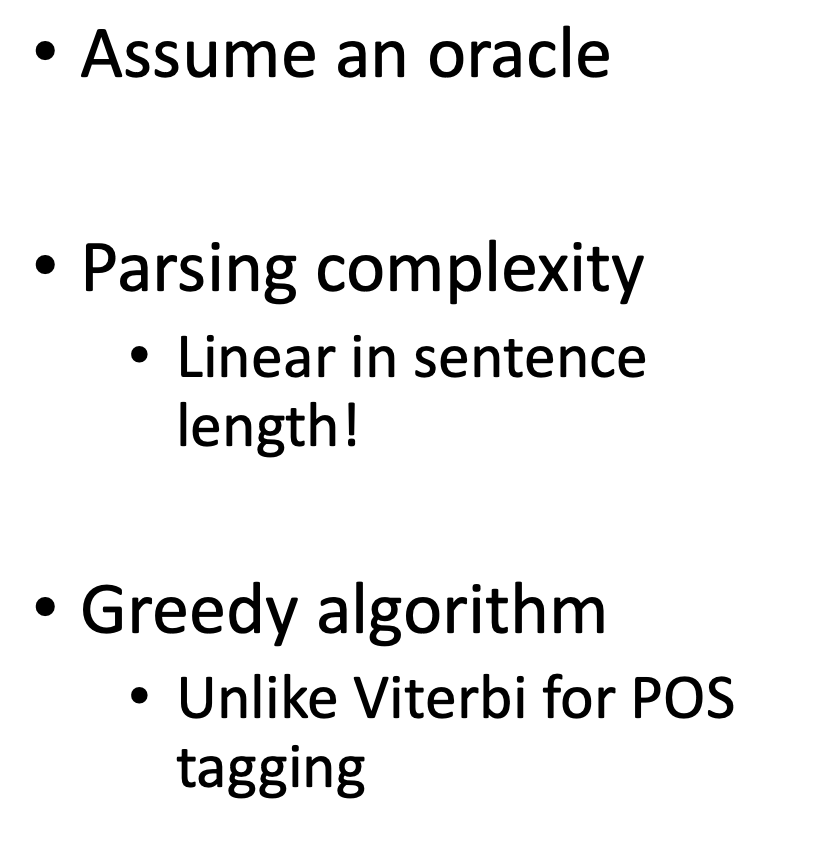 • Assume an oracle
• Parsing complexity
• Linear in sentence
length!
• Greedy algorithm
• Unlike Viterbi for POS
tagging